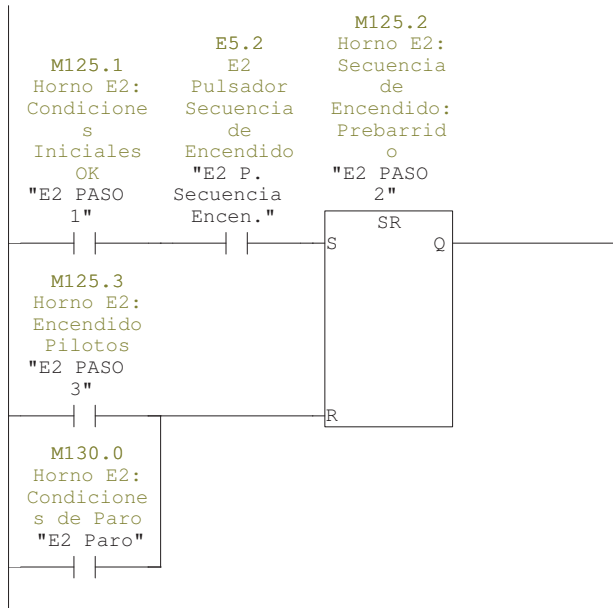 M125.1
Horno E2:
Condicione
s
Iniciales
OK
"E2 PASO
1"
E5.2
E2
Pulsador
Secuencia
de
Encendido
"E2 P.
Secuencia
Encen."
M125.2
Horno E2:
Secuencia
de
Encendido:
Prebarrid
o
"E2 PASO
2"
SR
S
Q
M125.3
Horno E2:
Encendido
Pilotos
"E2 PASO
3"
R
M130.0
Horno E2:
Condicione
s de Paro
"E2 Paro"